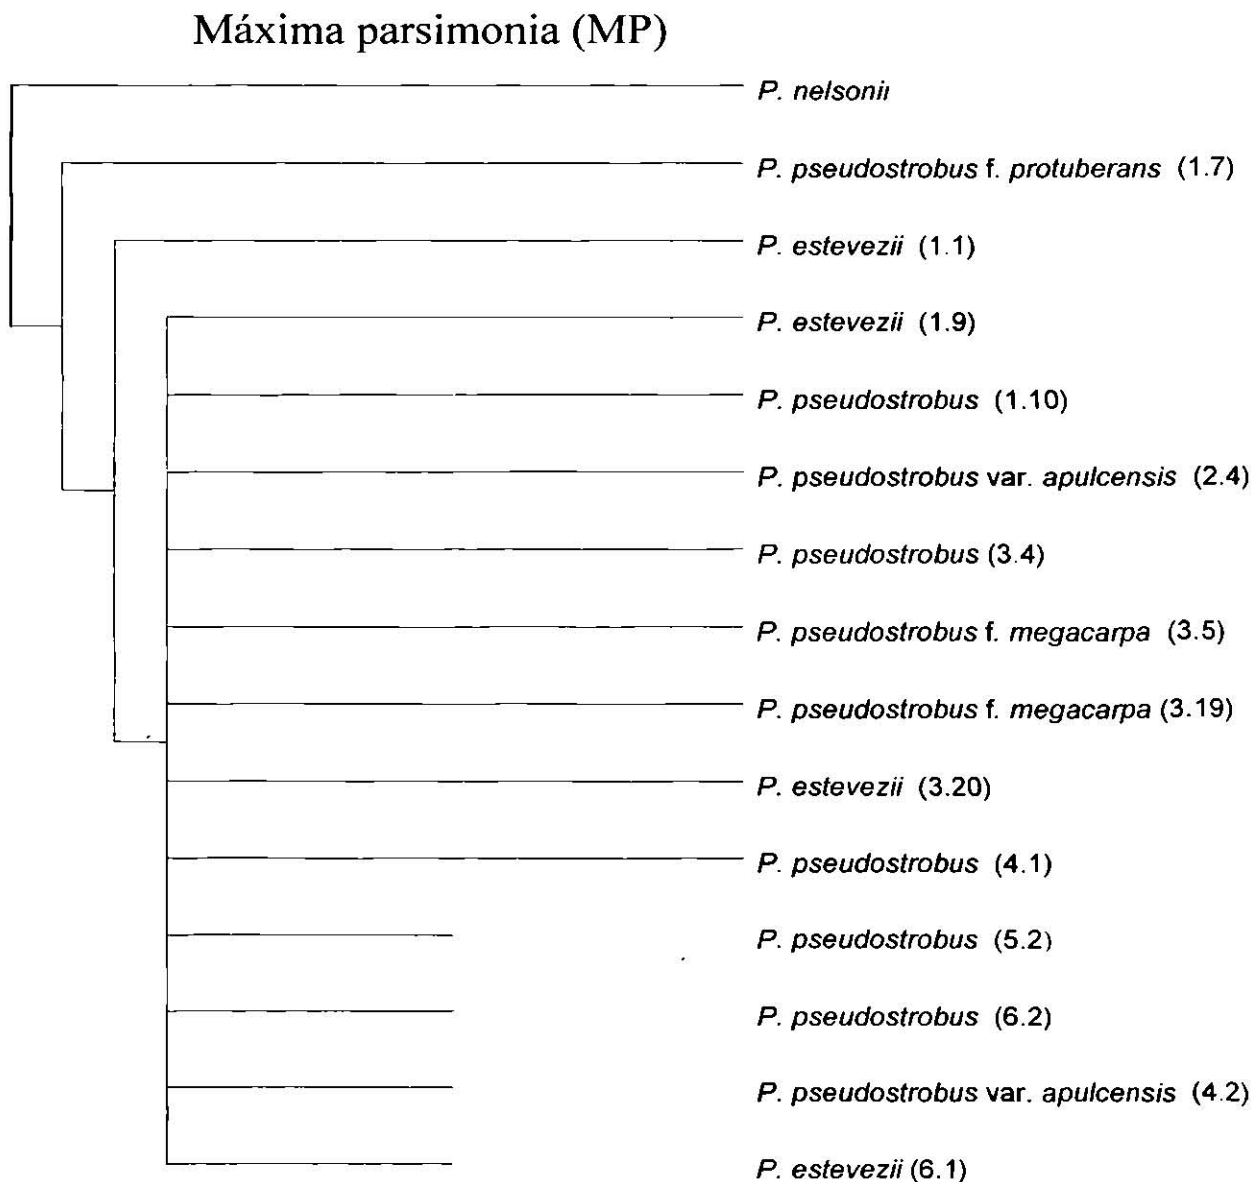 Máxima parsimonia (MP)
P. nelsonii
P. pseudostrobus f. protuberans (1.7)
P. estevezii (1.1)
P. estevezii (1.9)
P. pseudostrobus (1.10)
P. pseudostrobus var. apulcensis (2.4)
P. pseudostrobus (3.4)
P. pseudostrobus f. megacarpa (3.5)
P. pseudostrobus f. megacarpa (3.19)
P. estevezii (3.20)
P. pseudostrobus (4.1)
P. pseudostrobus (5.2)
P. pseudostrobus (6.2)
P. pseudostrobus var. apulcensis (4.2)
P. estevezii (6.1)